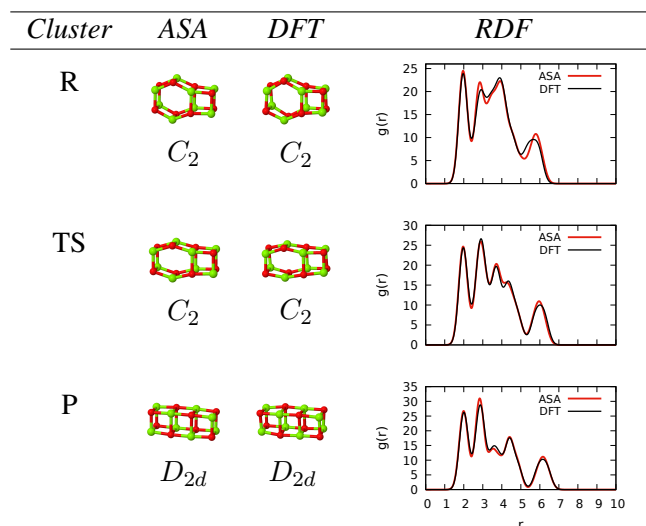 Cluster ASA DFT RDF
R
C2 C2
25
20
15
10
5
0
g(r)
ASA
DFT
TS
C2 C2
30
25
20
15
10
5
0
g(r)
ASA
DFT
P
D2d D2d
35
30
25
20
15
10
5
0
g(r)
ASA
DFT
0 1 2 3 4 5 6 7 8 9 10
r